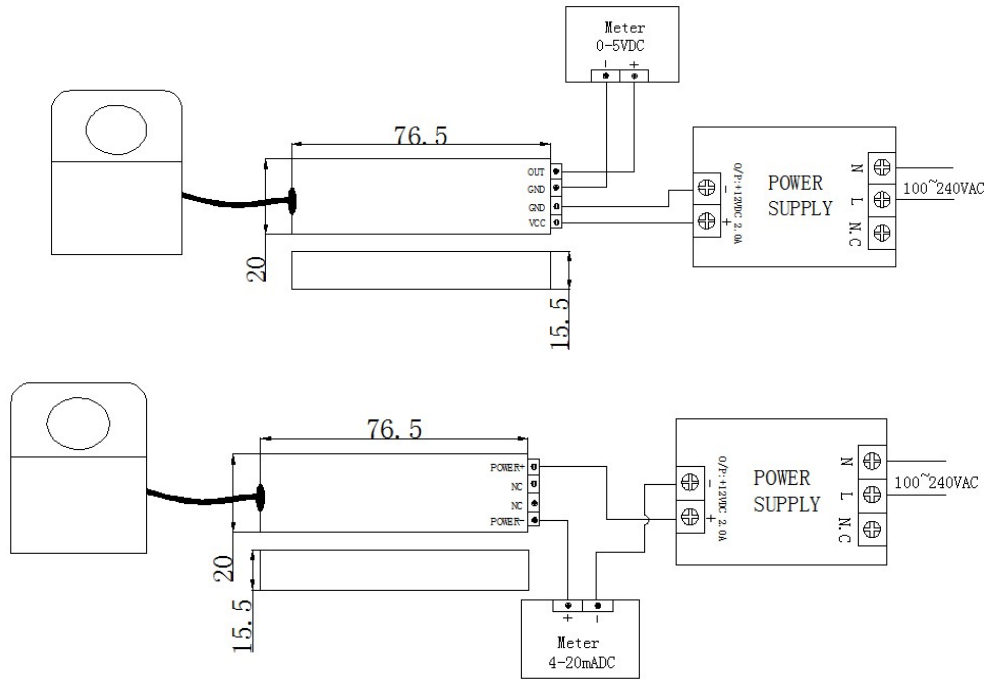 Meter
0-5VDC
- +
76.5
OUT
GND
GND
VCC
20
15.5
-
+
O/P:+12VDC 2.0A
POWER
SUPPLY
N
L
N.C
100~240VAC
76.5
POWER+
NC
NC
POWER-
20
15.5
-
+
O/P:+12VDC 2.0A
POWER
SUPPLY
N
L
N.C
100~240VAC
+ -
Meter
4-20mADC